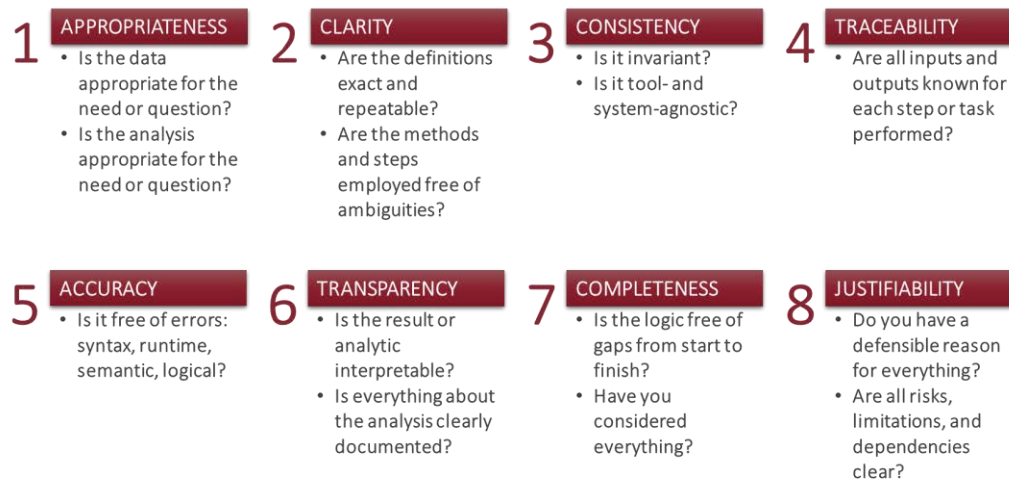 1
APPROPRIATENESS
• Is the data
appropriate for the
need or question?
• Is the analysis
appropriate for the
need or question?
2
CLARITY
• Are the definitions
exact and
repeatable?
• Are the methods
and steps
employed free of
ambiguities?
3
CONSISTENCY
• Is it invariant?
• Is it tool- and
system-agnostic?
4
TRACEABILITY
• Are all inputs and
outputs known for
each step or task
performed?
5
ACCURACY
• Is it free of errors:
syntax, runtime,
semantic, logical?
6
TRANSPARENCY
• Is the result or
analytic
interpretable?
• Is everything about
the analysis clearly
documented?
7
COMPLETENESS
• Is the logic free of
gaps from start to
finish?
• Have you
considered
everything?
8
JUSTIFIABILITY
• Do you have a
defensible reason
for everything?
• Are all risks,
limitations, and
dependencies
clear?